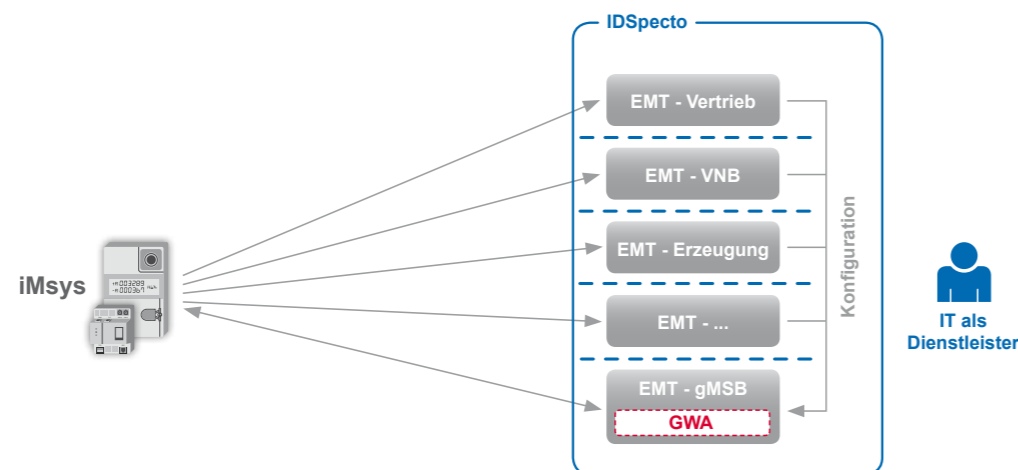 IDSpecto
EMT - Vertrieb
EMT - VNB
EMT - Erzeugung
EMT - ...
EMT - gMSB
GWA
Konfiguration
iMsys
IT als
Dienstleister